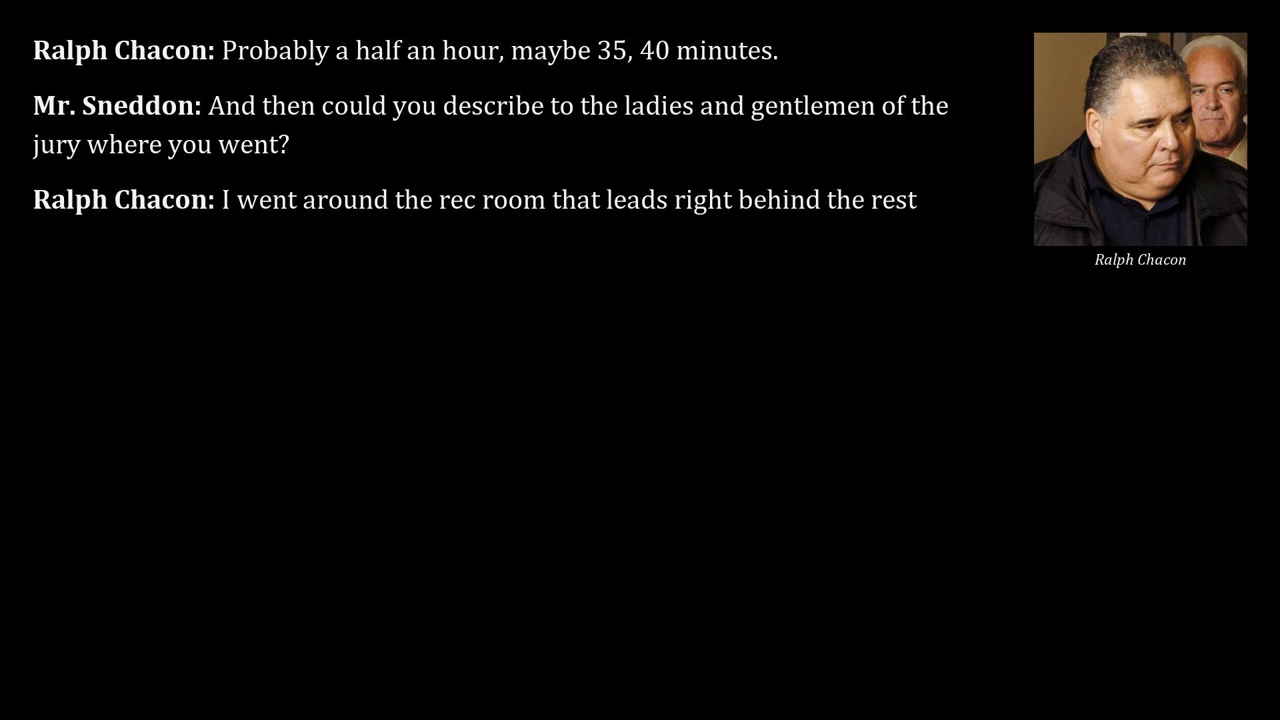 Ralph Chacon: Probably a half an hour, maybe 35, 40 minutes.
Mr. Sneddon: And then could you describe to the ladies and gentlemen of the
jury where you went?
Ralph Chacon: I went around the rec room that leads right behind the rest
Ralph Chacon